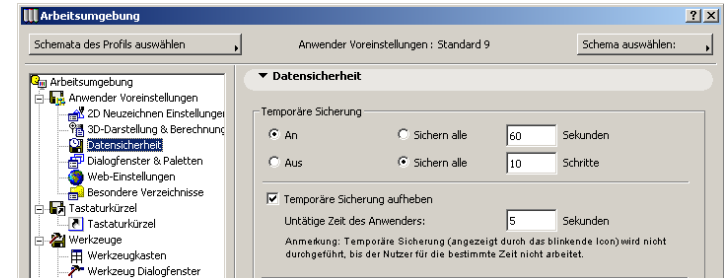 Arbeitsumgebung
Schemata des Profils auswählen
Anwender Voreinstellungen : Standard 9
Schema auswählen:
Arbeitsumgebung
Anwender Voreinstellungen
2D Neuzeichnen Einstellungen
3D-Darstellung & Berechnung
Datensicherheit
Dialogfenster & Paletten
Web-Einstellungen
Besondere Verzeichnisse
Tastaturkürzel
Tastaturkürzel
Werkzeuge
Werkzeugkasten
Werkzeug Dialogfenster
Datensicherheit
Temporäre Sicherung
An Sichern alle 60 Sekunden
Aus Sichern alle 10 Schritte
Temporäre Sicherung aufheben
Untätige Zeit des Anwenders: 5 Sekunden
Anmerkung: Temporäre Sicherung (angezeigt durch das blinkende Icon) wird nicht
durchgeführt, bis der Nutzer für die bestimmte Zeit nicht arbeitet.